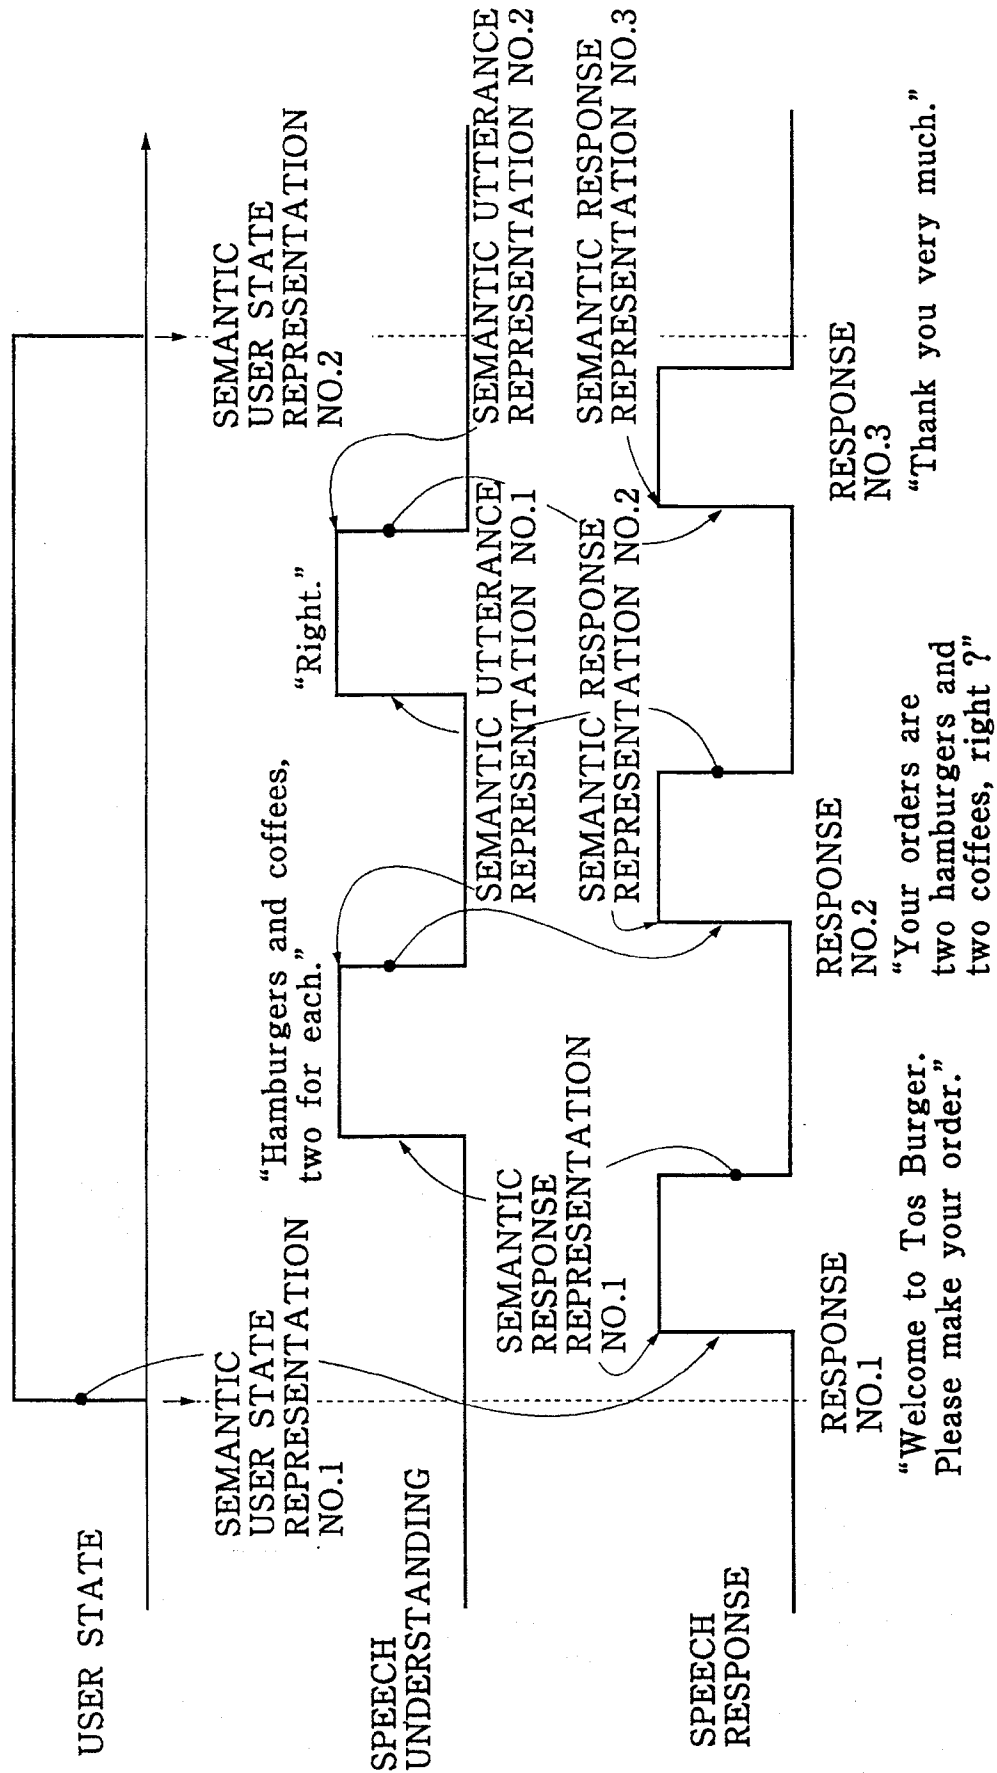 USER STATE
SEMANTIC
USER STATE
REPRESENTATION
NO.1
SEMANTIC
USER STATE
REPRESENTATION
NO.2
SPEECH
UNDERSTANDING
“Hamburgers and coffees,
two for each.”
“Right.”
SEMANTIC
RESPONSE
REPRESENTATION
NO.1
SEMANTIC UTTERANCE
REPRESENTATION NO.1
SEMANTIC UTTERANCE
REPRESENTATION NO.2
SEMANTIC RESPONSE
REPRESENTATION NO.2
SEMANTIC RESPONSE
REPRESENTATION NO.3
SPEECH
RESPONSE
RESPONSE
NO.1
“Welcome to Tos Burger.
Please make your order.”
RESPONSE
NO.2
“Your orders are
two hamburgers and
two coffees, right ?”
RESPONSE
NO.3
“Thank you very much.”